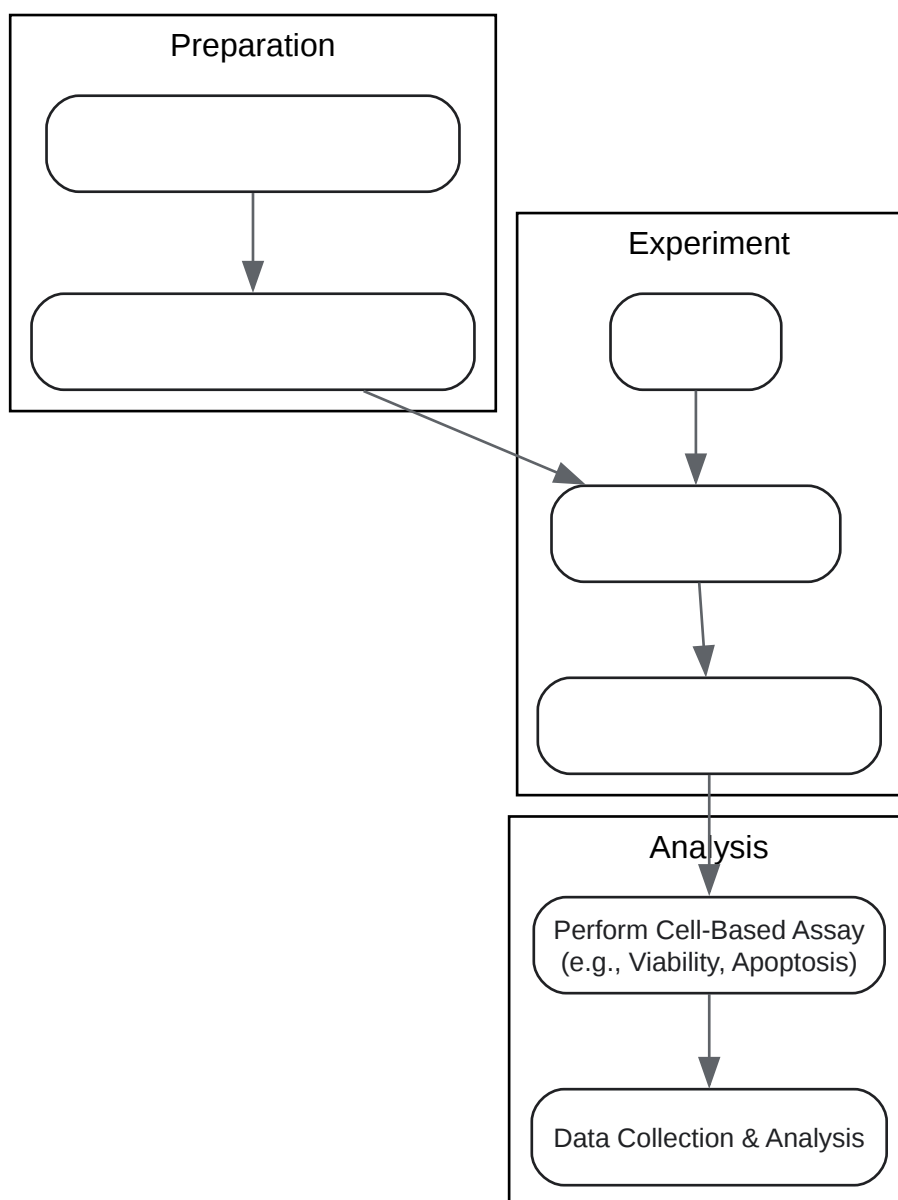 Preparation
Experiment
Analysis
Perform Cell-Based Assay
(e.g., Viability, Apoptosis)
Data Collection & Analysis